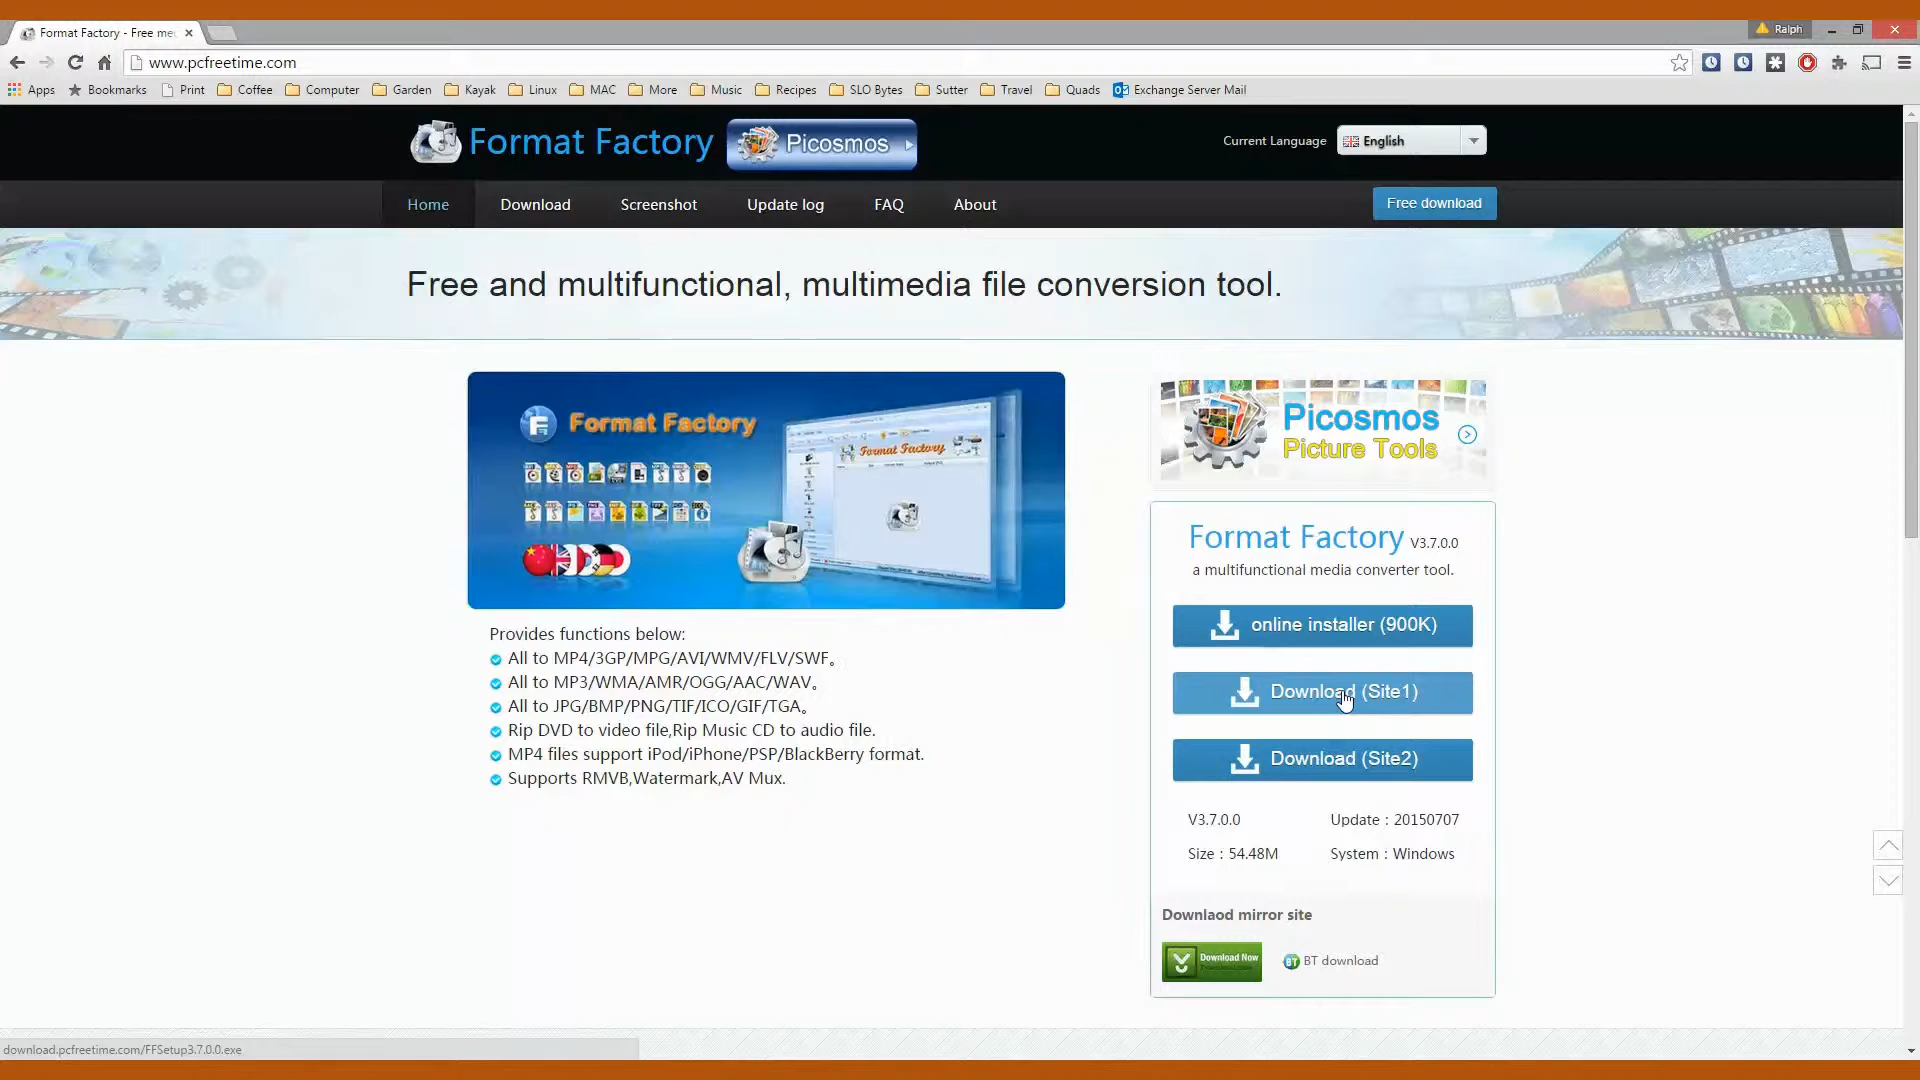 Format Factory - Free me
Ralph
www.pcfreetime.com
Apps Bookmarks Print Coffee Computer Garden Kayak Linux MAC More Music Recipes SLO Bytes Sutter Travel Quads Exchange Server Mail
Format Factory Picosmos
Current Language English
Home Download Screenshot Update log FAQ About
Free download
Free and multifunctional, multimedia file conversion tool.
Format Factory
Format Factory
Picosmos
Picture Tools
Format Factory V3.7.0.0
a multifunctional media converter tool.
online installer (900K)
Download (Site1)
Download (Site2)
V3.7.0.0 Update : 20150707
Size : 54.48M System : Windows
Downlaod mirror site
Download Now
BT download
Provides functions below:
All to MP4/3GP/MPG/AVI/WMV/FLV/SWF。
All to MP3/WMA/AMR/OGG/AAC/WAV。
All to JPG/BMP/PNG/TIF/ICO/GIF/TGA。
Rip DVD to video file,Rip Music CD to audio file.
MP4 files support iPod/iPhone/PSP/BlackBerry format.
Supports RMVB,Watermark,AV Mux.
download.pcfreetime.com/FFSetup3.7.0.0.exe